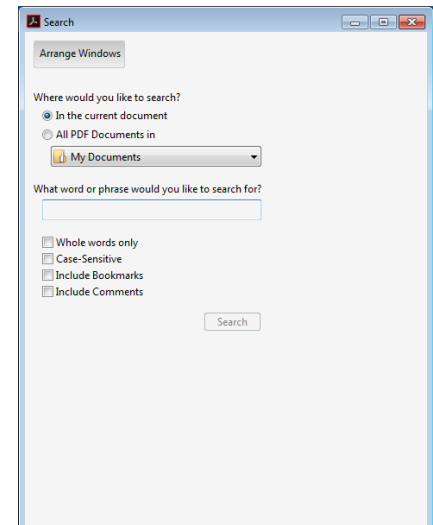 Search
Arrange Windows
Where would you like to search?
In the current document
All PDF Documents in
My Documents
What word or phrase would you like to search for?
Whole words only
Case-Sensitive
Include Bookmarks
Include Comments
Search